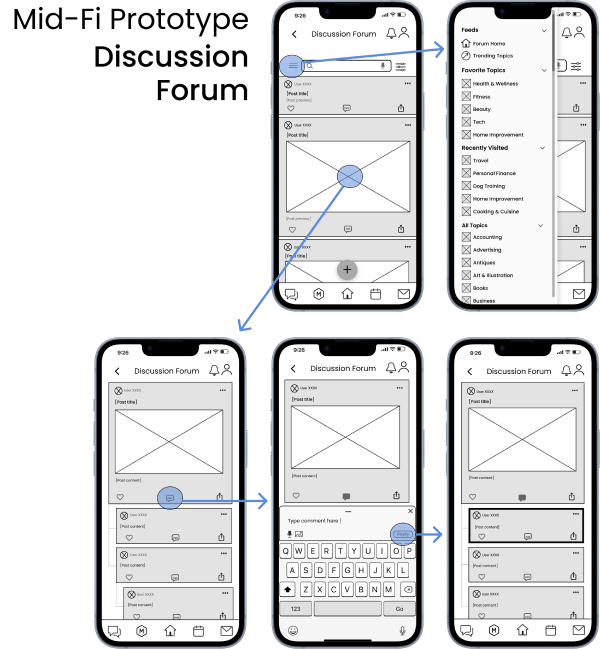 Mid-Fi Prototype
Discussion
Forum
9:26
Discussion Forum
User XXXX
[Post title]
[Post preview]
User XXXX
[Post title]
[Post preview]
User XXXX
[Post title]
Feeds
Forum Home
Trending Topics
Favorite Topics
Health & Wellness
Fitness
Beauty
Tech
Home Improvement
Recently Visited
Travel
Personal Finance
Dog Training
Home Improvement
Cooking & Cuisine
All Topics
Accounting
Advertising
Antiques
Art & Illustration
Books
Business
9:26
Discussion Forum
User XXXX
[Post title]
[Post content]
User XXXX
[Post content]
User XXXX
[Post content]
User XXXX
[Post content]
9:26
Discussion Forum
User XXXX
[Post title]
[Post content]
Type comment here |
Reply
Q W E R T Y U I O P
A S D F G H J K L
Z X C V B N M
123
Go
9:26
Discussion Forum
User XXXX
[Post title]
[Post content]
User XXXX
[Post content]
User XXXX
[Post content]
User XXXX
[Post content]